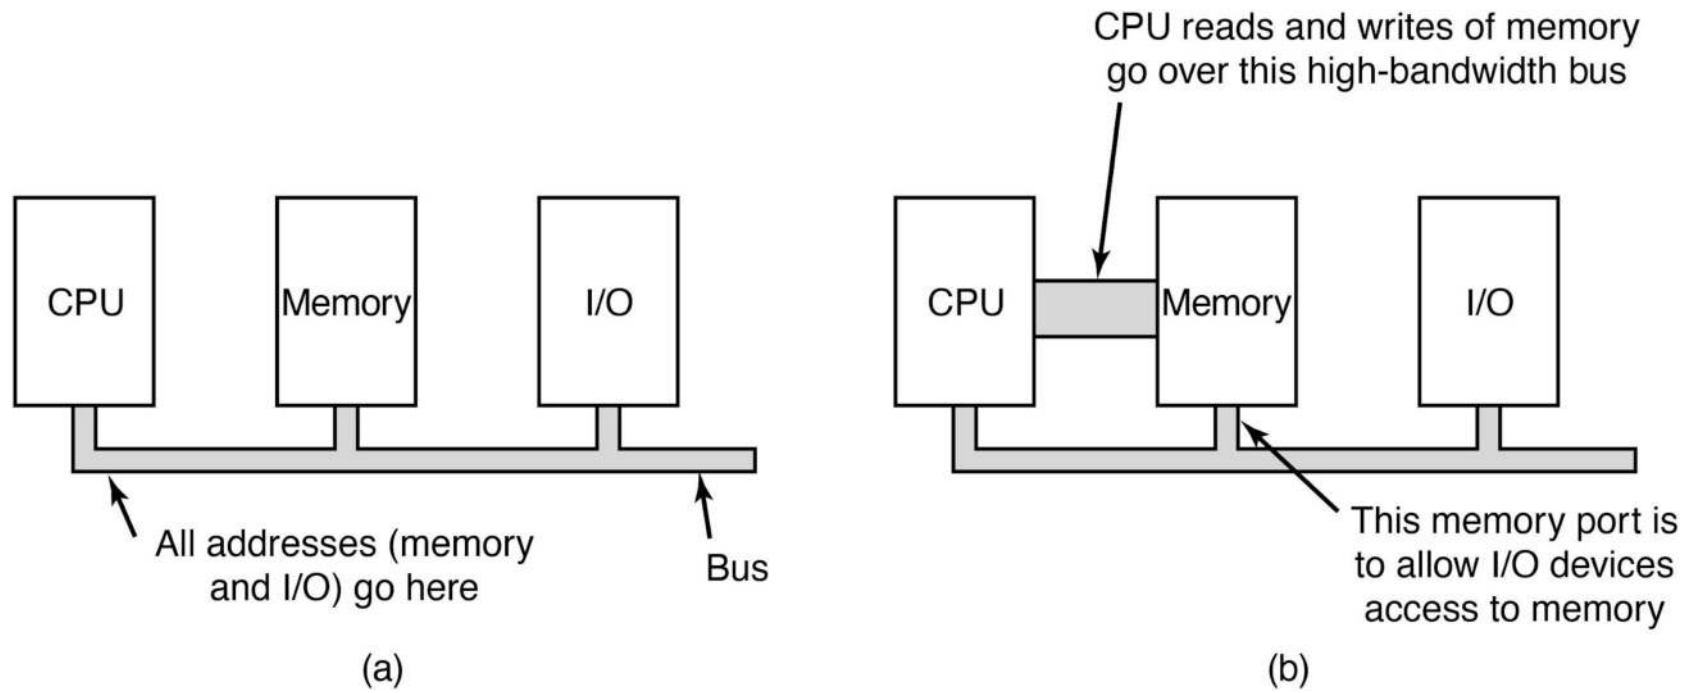 CPU reads and writes of memory
go over this high-bandwidth bus
CPU
Memory
I/O
All addresses (memory
and I/O) go here
Bus
(a)
CPU
Memory
I/O
This memory port is
to allow I/O devices
access to memory
(b)